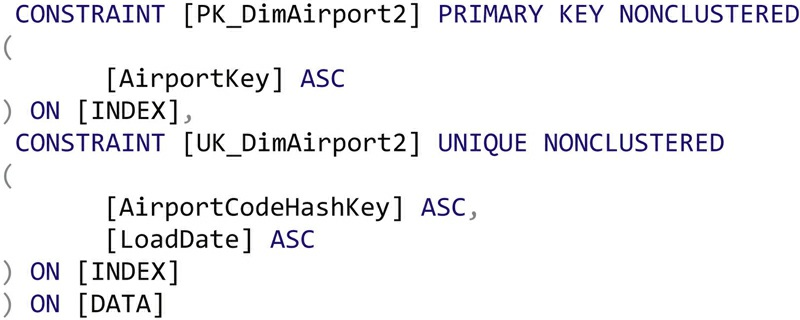 CONSTRAINT [PK_DimAirport2] PRIMARY KEY NONCLUSTERED
(
[AirportKey] ASC
) ON [INDEX],
CONSTRAINT [UK_DimAirport2] UNIQUE NONCLUSTERED
(
[AirportCodeHashKey] ASC,
[LoadDate] ASC
) ON [INDEX]
) ON [DATA]